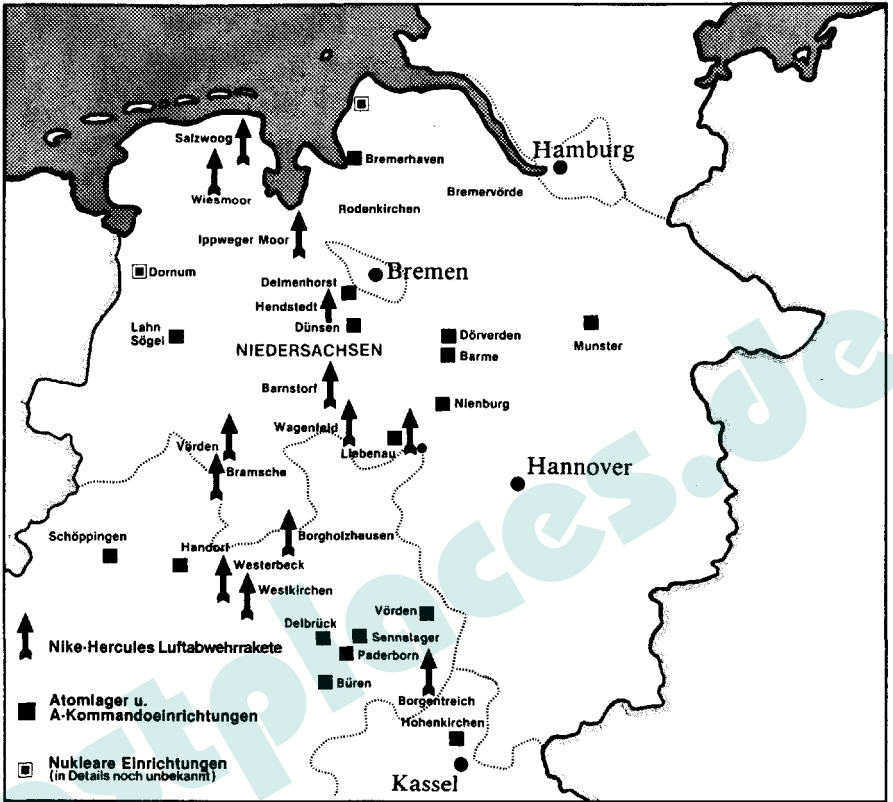 Salzwoog
Wiesmoor
Bremerhaven
Hamburg
Bremervörde
Rodenkirchen
Ippweger Moor
Dornum
Bremen
Delmenhorst
Hendstedt
Dünsen
Lahn
Sögel
NIEDERSACHSEN
Dörverden
Barme
Munster
Barnstorf
Nienburg
Wagenfeld
Liebenau
Vörden
Bramsche
Hannover
Schöppingen
Handorf
Borgholzhausen
Westerbeck
Westkirchen
Vörden
Delbrück
Sennelager
Paderborn
Büren
Borgentreich
Hohenkirchen
Kassel
Nike-Hercules Luftabwehrrakete
Atomlager u.
A-Kommandoeinrichtungen
Nukleare Einrichtungen
(in Details noch unbekannt)
stplaces.de